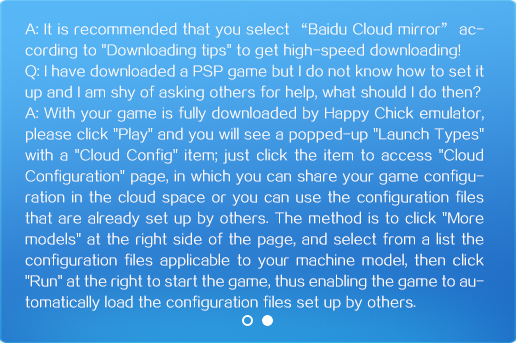 A: It is recommended that you select “Baidu Cloud mirror” ac-
cording to "Downloading tips" to get high-speed downloading!
Q: I have downloaded a PSP game but I do not know how to set it
up and I am shy of asking others for help, what should I do then?
A: With your game is fully downloaded by Happy Chick emulator,
please click "Play" and you will see a popped-up "Launch Types"
with a "Cloud Config" item; just click the item to access "Cloud
Configuration" page, in which you can share your game configu-
ration in the cloud space or you can use the configuration files
that are already set up by others. The method is to click "More
models" at the right side of the page, and select from a list the
configuration files applicable to your machine model, then click
"Run" at the right to start the game, thus enabling the game to au-
tomatically load the configuration files set up by others.